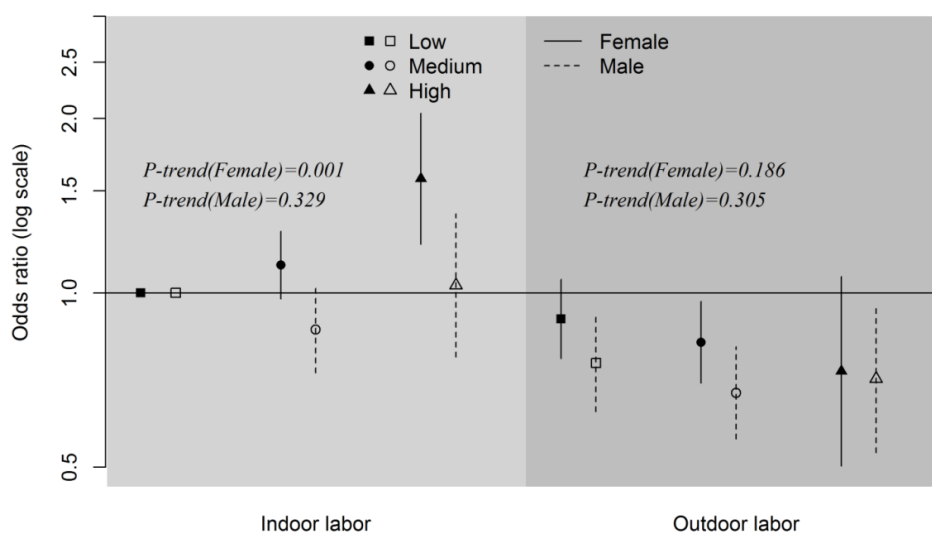 Low
Medium
High
Female
Male
P-trend(Female)=0.001
P-trend(Male)=0.329
P-trend(Female)=0.186
P-trend(Male)=0.305
Odds ratio (log scale)
2.5
2.0
1.5
1.0
0.5
Indoor labor
Outdoor labor